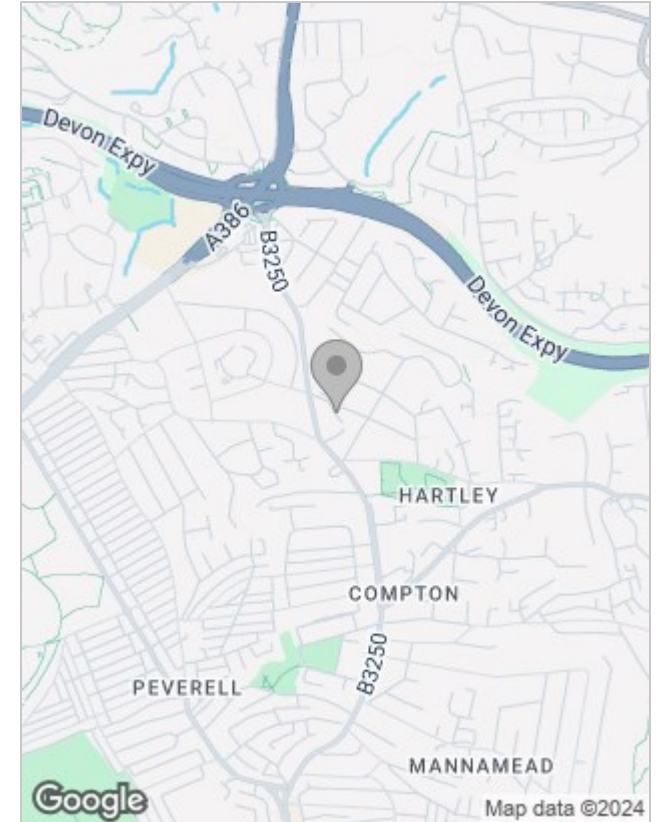 Devon Expy
A386
B3250
Devon Expy
HARTLEY
COMPTON
B3250
PEVERELL
MANNAMEAD
Google
Map data ©2024